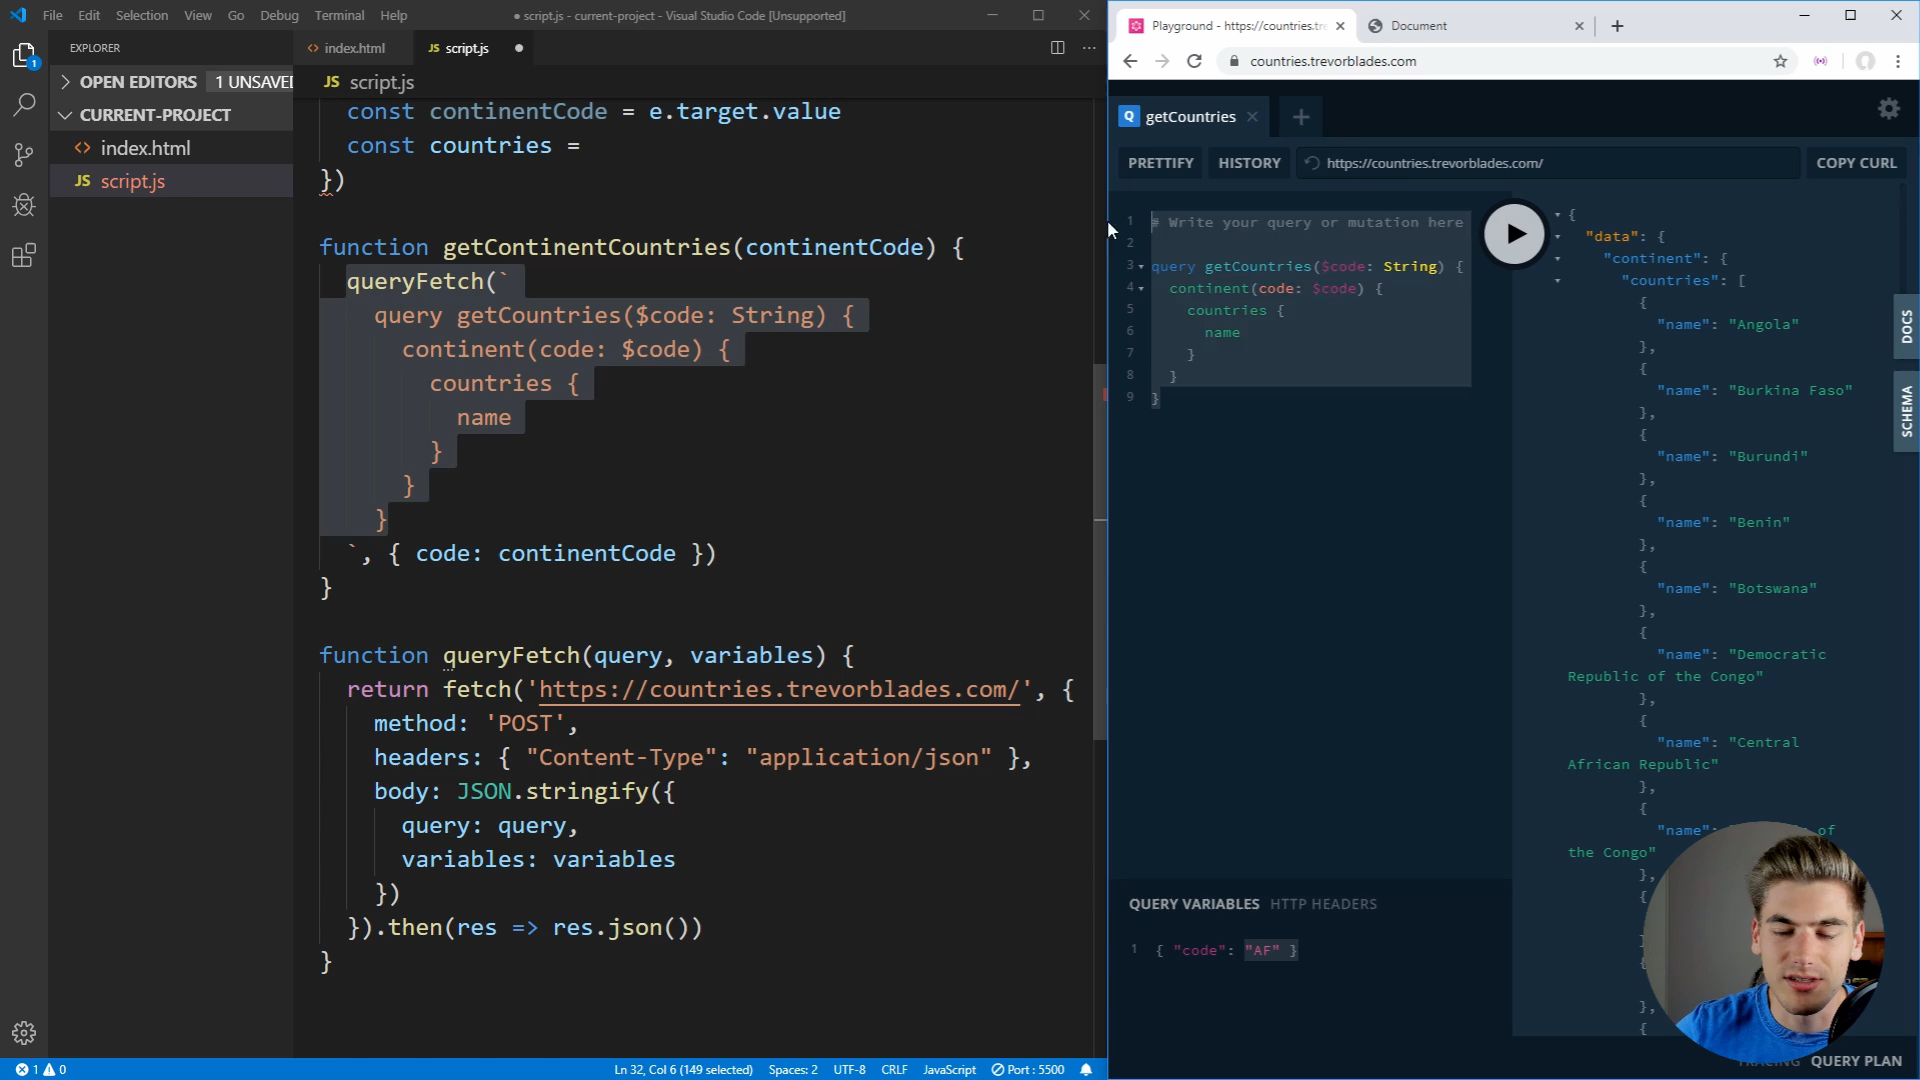 File Edit Selection View Go Debug Terminal Help
● script.js - current-project - Visual Studio Code [Unsupported]
EXPLORER
OPEN EDITORS 1 UNSAVED
CURRENT-PROJECT
<> index.html
JS script.js
1
<> index.html
JS script.js ●
JS script.js
const continentCode = e.target.value
const countries =
})
function getContinentCountries(continentCode) {
queryFetch(`
query getCountries($code: String) {
continent(code: $code) {
countries {
name
}
}
}
`, { code: continentCode })
}
function queryFetch(query, variables) {
return fetch('https://countries.trevorblades.com/', {
method: 'POST',
headers: { "Content-Type": "application/json" },
body: JSON.stringify({
query: query,
variables: variables
})
}).then(res => res.json())
}
1 0
Ln 32, Col 6 (149 selected) Spaces: 2 UTF-8 CRLF JavaScript Port : 5500
Playground - https://countries.tre
Document
countries.trevorblades.com
Q getCountries
PRETTIFY HISTORY https://countries.trevorblades.com/ COPY CURL
1 # Write your query or mutation here
2
3 query getCountries($code: String) {
4 continent(code: $code) {
5 countries {
6 name
7 }
8 }
9 }
{
"data": {
"continent": {
"countries": [
{
"name": "Angola"
},
{
"name": "Burkina Faso"
},
{
"name": "Burundi"
},
{
"name": "Benin"
},
{
"name": "Botswana"
},
{
"name": "Democratic
Republic of the Congo"
},
{
"name": "Central
African Republic"
},
{
"name": of
the Congo"
},
{
},
{
DOCS
SCHEMA
QUERY VARIABLES HTTP HEADERS
1 { "code": "AF" }
TRACING QUERY PLAN